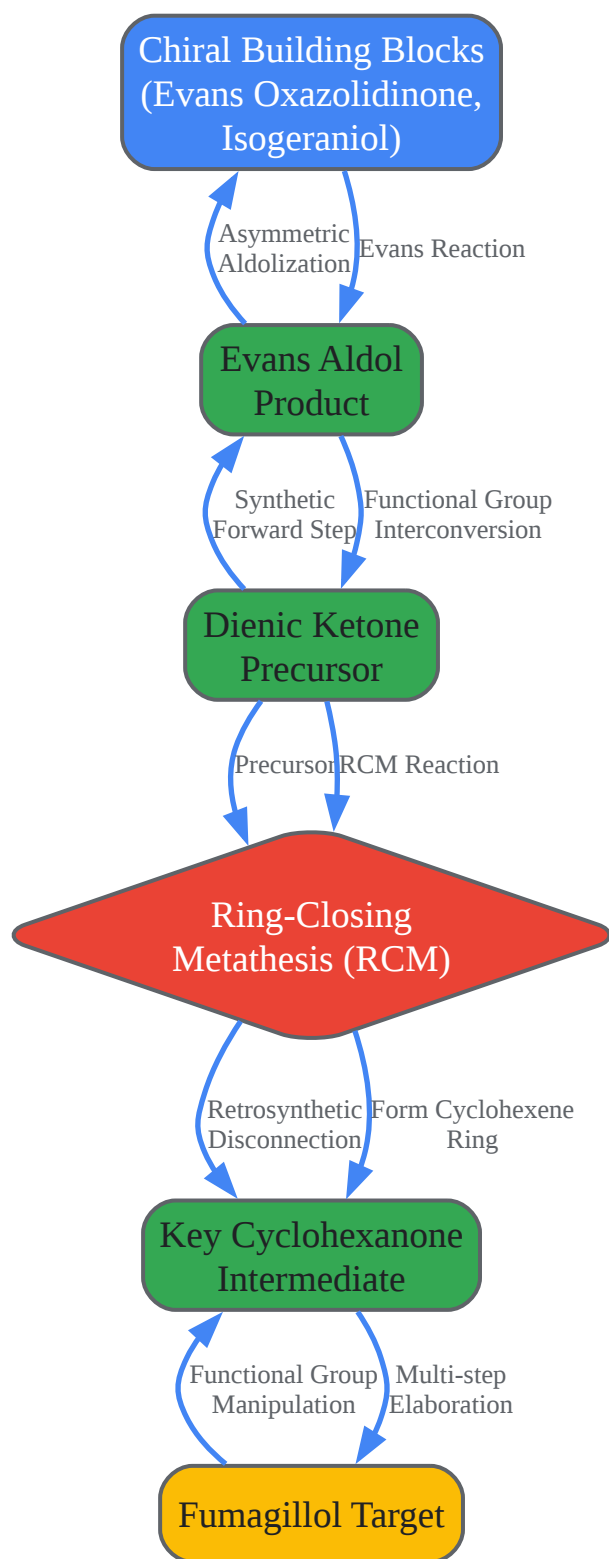 Chiral Building Blocks
(Evans Oxazolidinone,
Isogeraniol)
Asymmetric
Aldolization
Evans Reaction
Evans Aldol
Product
Synthetic
Forward Step
Functional Group
Interconversion
Dienic Ketone
Precursor
Precursor
RCM Reaction
Ring-Closing
Metathesis (RCM)
Retrosynthetic
Disconnection
Form Cyclohexene
Ring
Key Cyclohexanone
Intermediate
Functional Group
Manipulation
Multi-step
Elaboration
Fumagillol Target